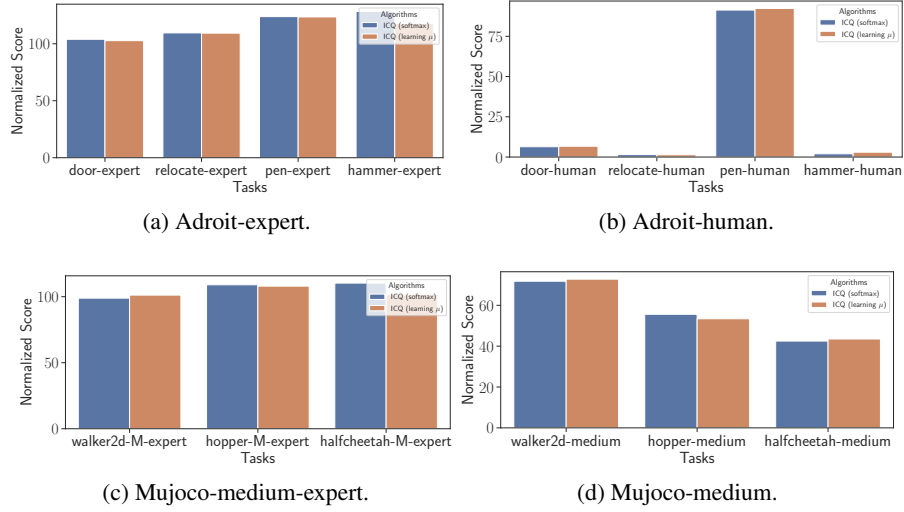 Normalized Score
100
50
0
Algorithms
ICQ (softmax)
ICQ (learning μ)
door-expert relocate-expert pen-expert hammer-expert
Tasks
(a) Adroit-expert.
Normalized Score
75
50
25
0
Algorithms
ICQ (softmax)
ICQ (learning μ)
door-human relocate-human pen-human hammer-human
Tasks
(b) Adroit-human.
Normalized Score
100
50
0
Algorithms
ICQ (softmax)
ICQ (learning μ)
walker2d-M-expert hopper-M-expert halfcheetah-M-expert
Tasks
(c) Mujoco-medium-expert.
Normalized Score
60
40
20
0
Algorithms
ICQ (softmax)
ICQ (learning μ)
walker2d-medium hopper-medium halfcheetah-medium
Tasks
(d) Mujoco-medium.